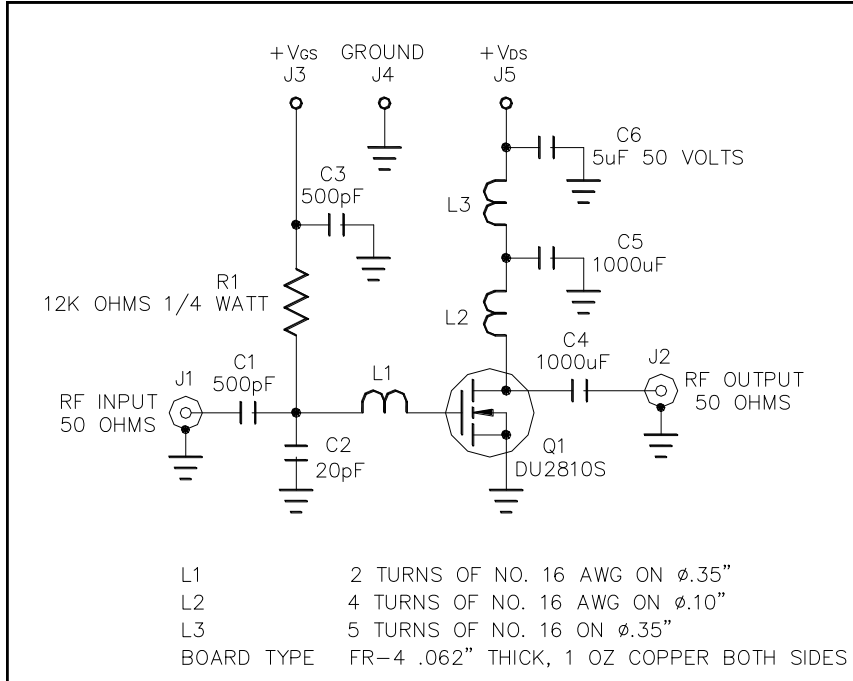 +VGS
J3
GROUND
J4
+VDS
J5
C6
5uF 50 VOLTS
C3
500pF
L3
C5
1000uF
R1
12K OHMS 1/4 WATT
L2
C4
1000uF
J2
RF OUTPUT
50 OHMS
J1
RF INPUT
50 OHMS
C1
500pF
L1
C2
20pF
Q1
DU2810S
L1 2 TURNS OF NO. 16 AWG ON ø.35”
L2 4 TURNS OF NO. 16 AWG ON ø.10”
L3 5 TURNS OF NO. 16 ON ø.35”
BOARD TYPE FR-4 .062” THICK, 1 OZ COPPER BOTH SIDES